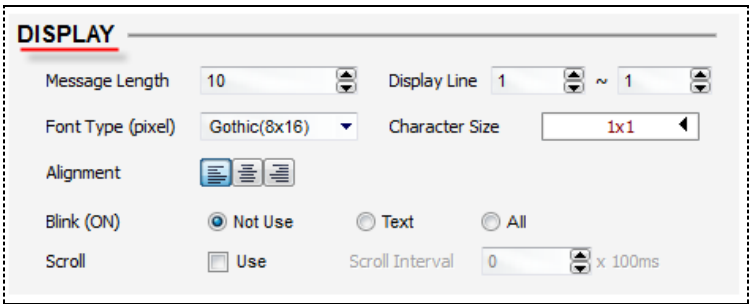 DISPLAY
Message Length 10 Display Line 1 ~ 1
Font Type (pixel) Gothic(8x16) Character Size 1x1
Alignment
Blink (ON) Not Use Text All
Scroll Use Scroll Interval 0 x 100ms